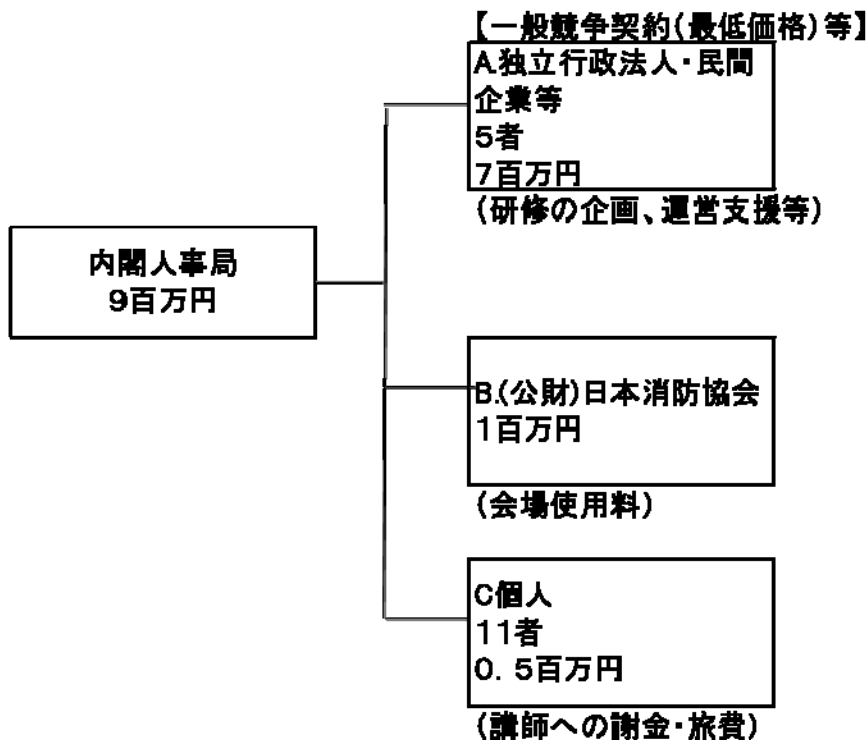 【一般競争契約(最低価格)等】
A.独立行政法人・民間
企業等
5者
7百万円
(研修の企画、運営支援等)
内閣人事局
9百万円
B.(公財)日本消防協会
1百万円
(会場使用料)
C個人
11者
0.5百万円
(講師への謝金・旅費)